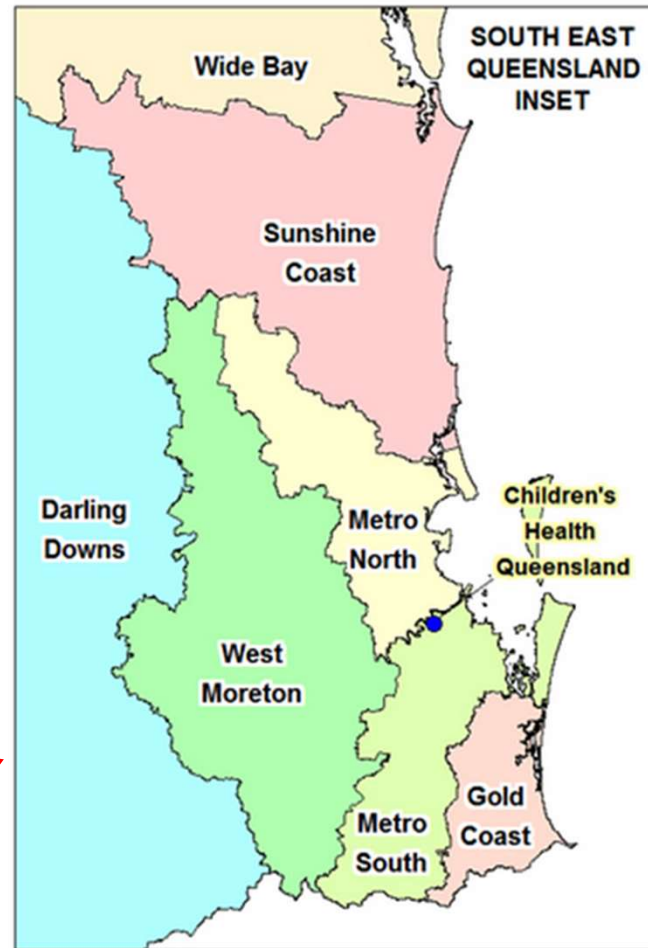 SOUTH EAST
QUEENSLAND
INSET
Wide Bay
Sunshine
Coast
Darling
Downs
Metro
North
Children's
Health
Queensland
West
Moreton
Metro
South
Gold
Coast